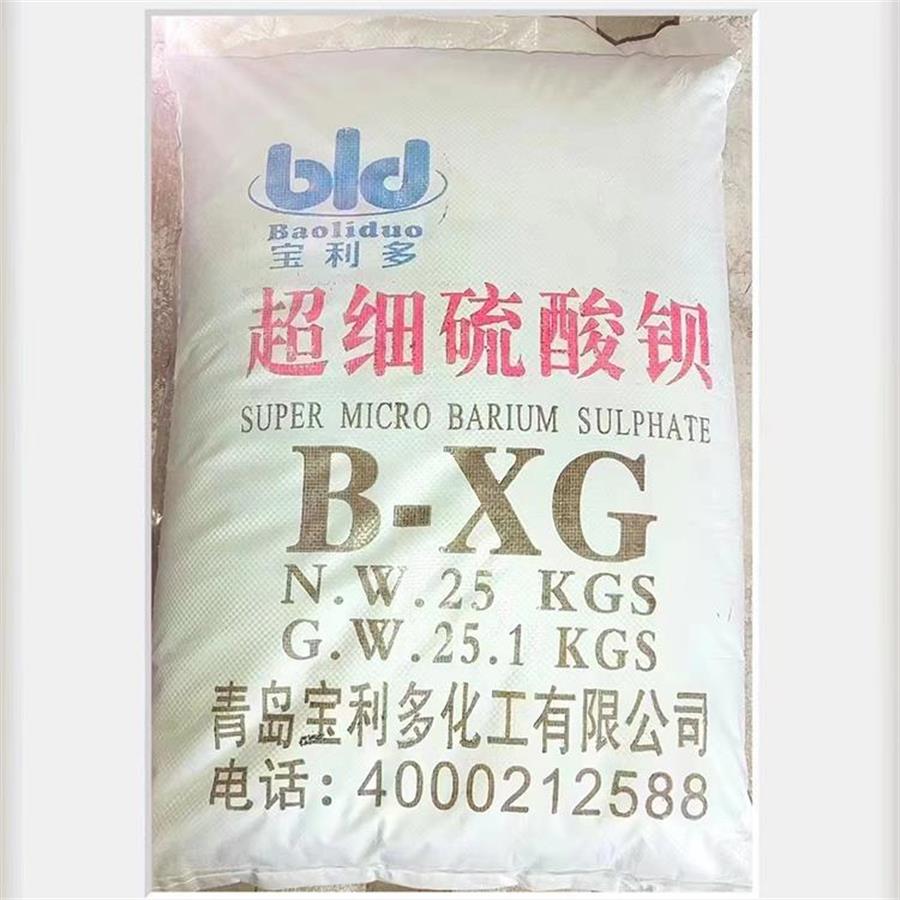 bld
Baoliduo
宝利多
超细硫酸钡
SUPER MICRO BARIUM SULPHATE
B-XG
N.W.25 KGS
G.W.25.1 KGS
青岛宝利多化工有限公司
电话：4000212588